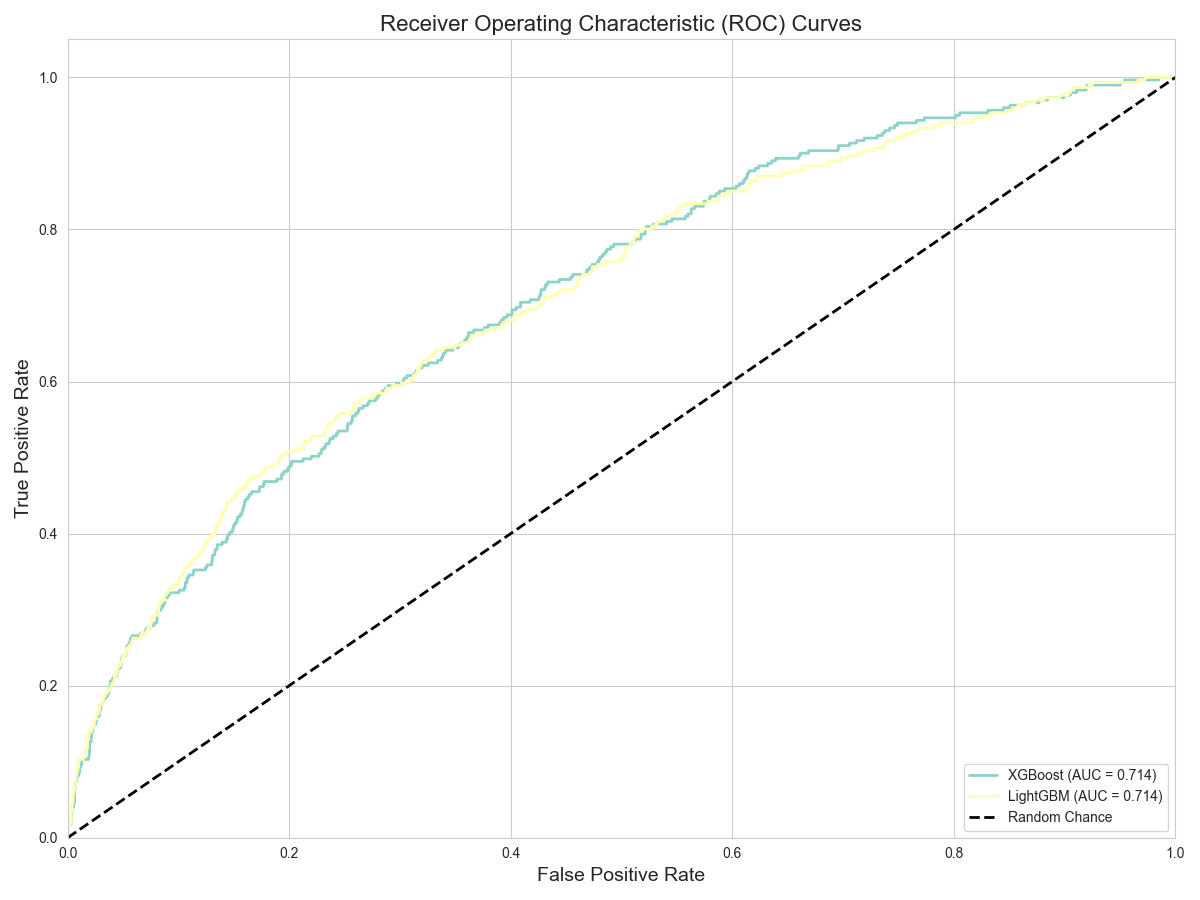 Receiver Operating Characteristic (ROC) Curves
True Positive Rate
1.0
0.8
0.6
0.4
0.2
0.0
0.0 0.2 0.4 0.6 0.8 1.0
False Positive Rate
XGBoost (AUC = 0.714)
LightGBM (AUC = 0.714)
Random Chance